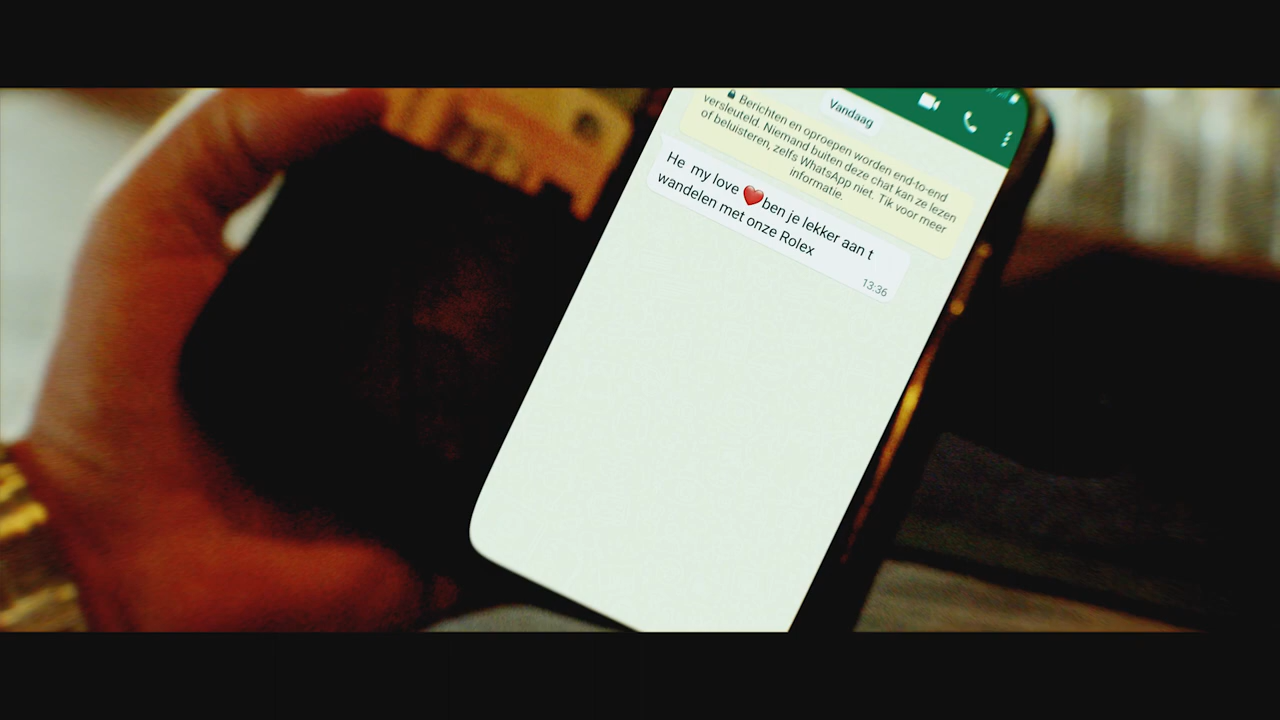 Vandaag
Berichten en oproepen worden end-to-end
versleuteld. Niemand buiten deze chat kan ze lezen
of beluisteren, zelfs WhatsApp niet. Tik voor meer
informatie.
He my love ❤️ben je lekker aan t
wandelen met onze Rolex
13:36